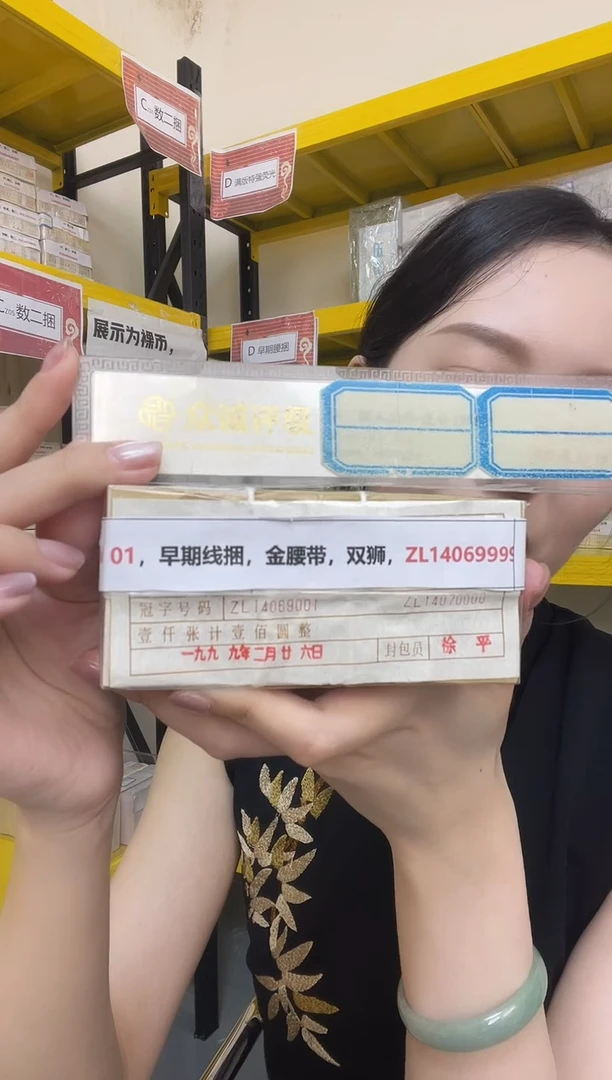 C ZOS 数二捆
D 满版特强荧光
ZOS 数二捆
展示为裸币，
D 早期腰捆
01，早期线捆，金腰带，双狮，ZL14069999
冠字号码 ZL14069001 ZL14070000
壹仟张计壹佰圆整
一九九 九年二月廿六日 封包员 徐 平